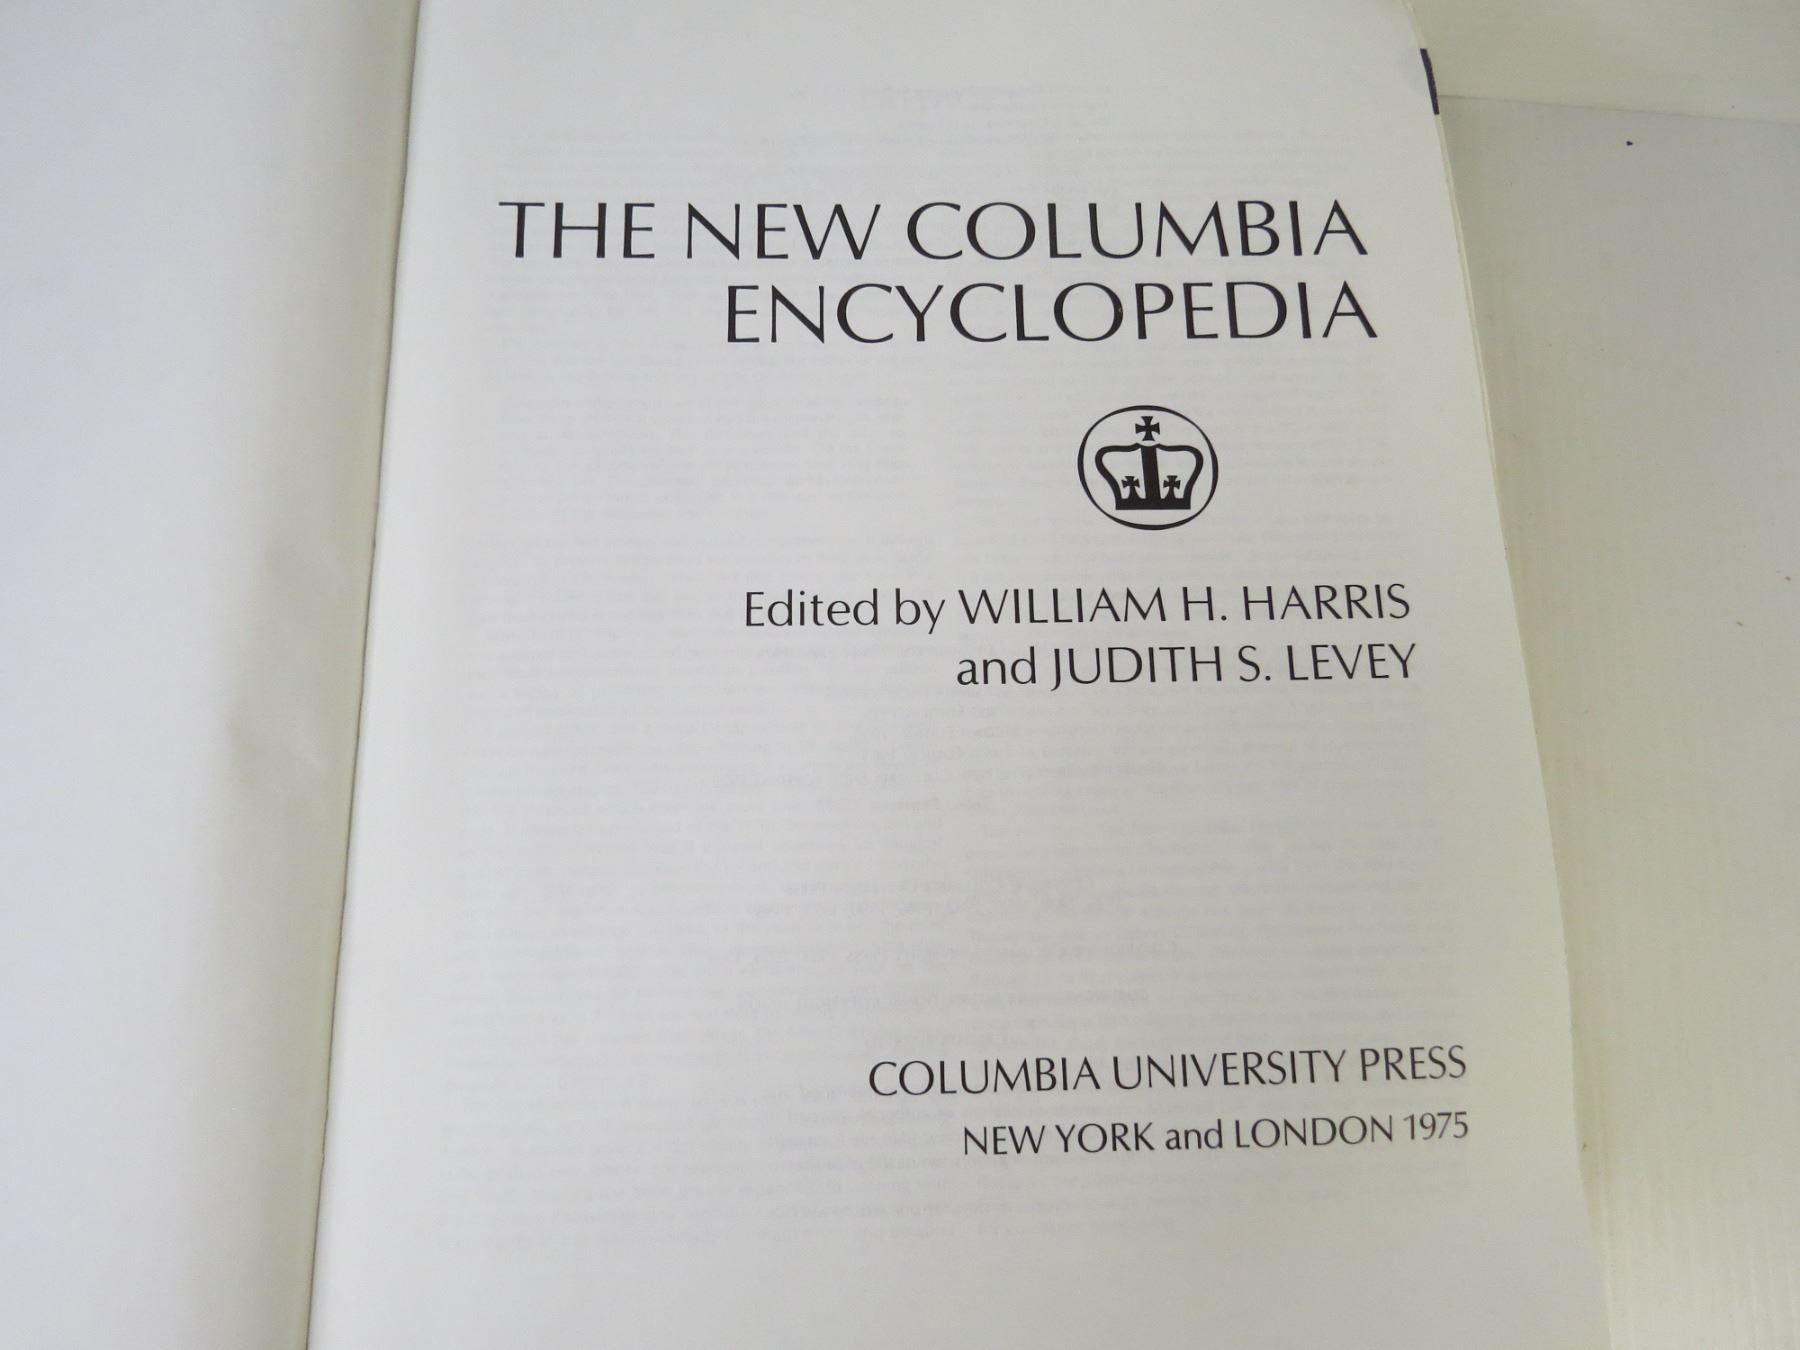 THE NEW COLUMBIA
ENCYCLOPEDIA
Edited by WILLIAM H. HARRIS
and JUDITH S. LEVEY
COLUMBIA UNIVERSITY PRESS
NEW YORK and LONDON 1975